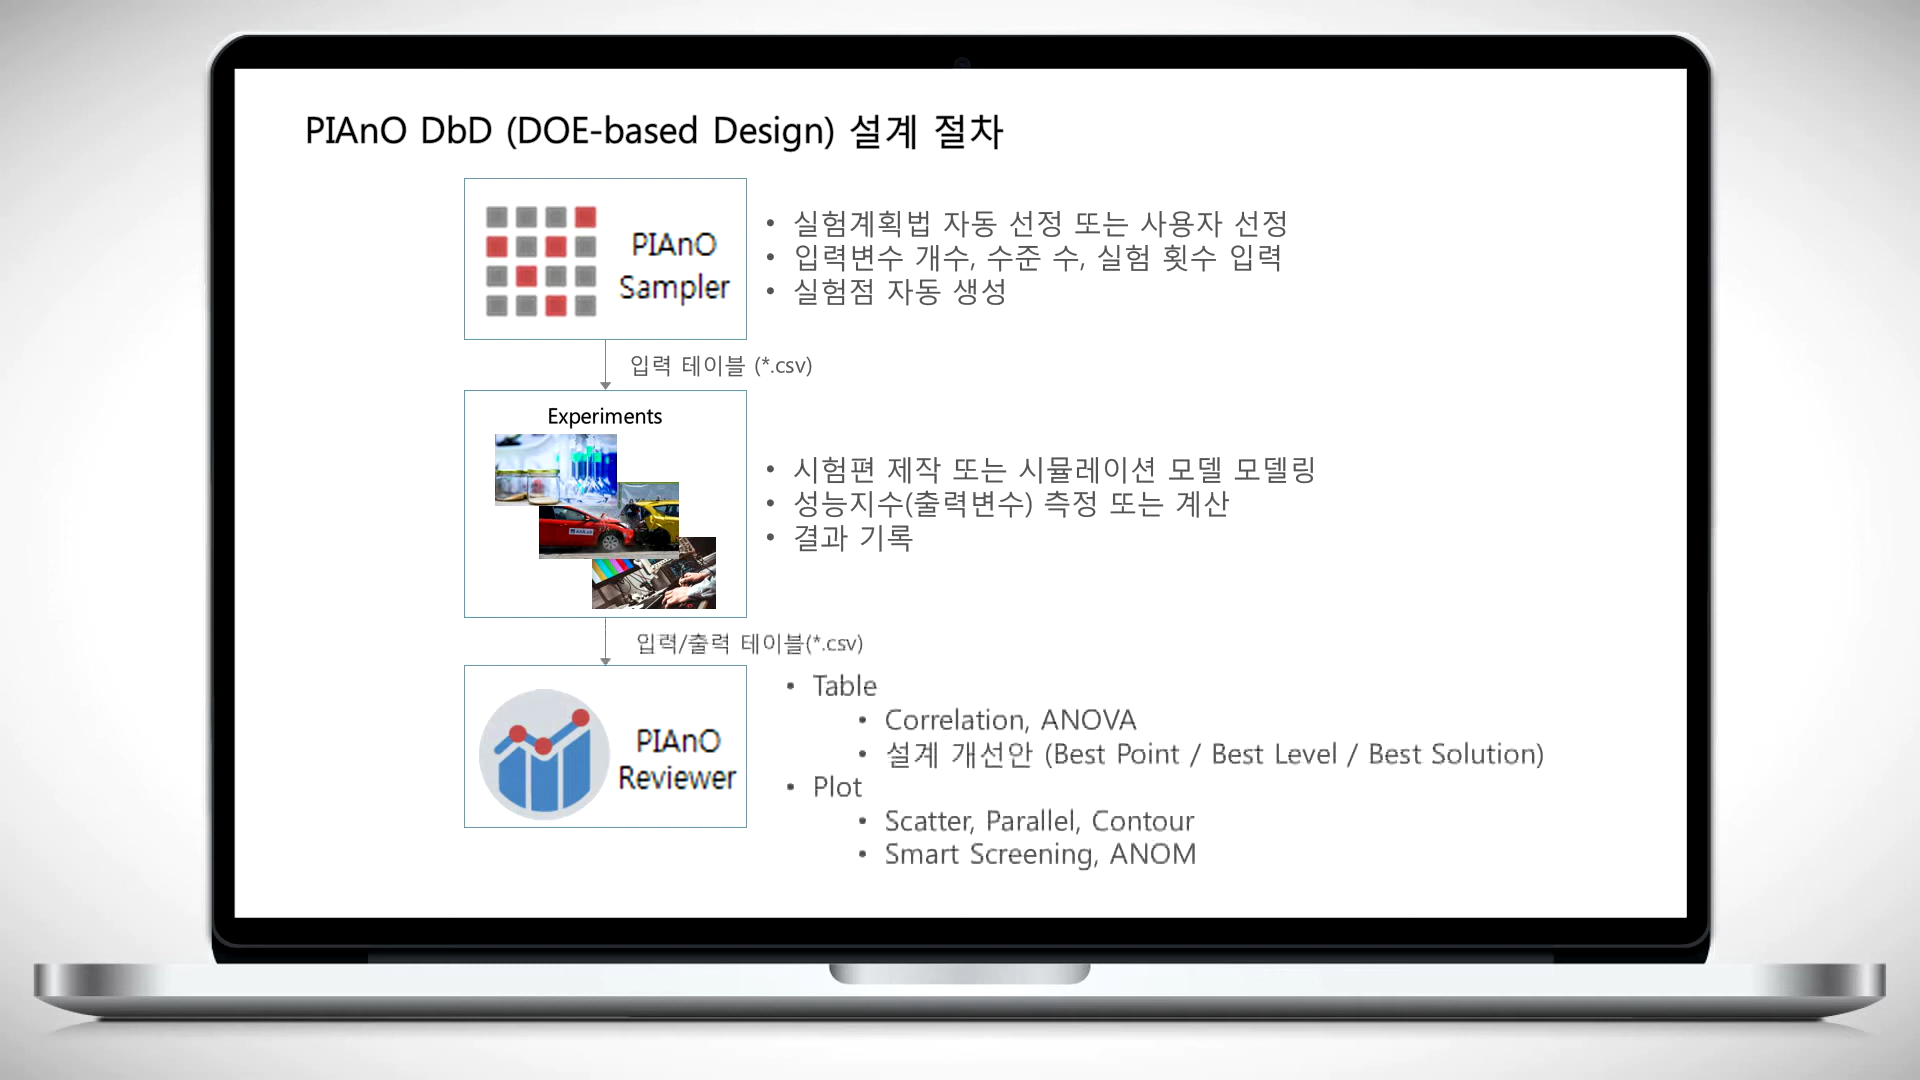 PIAnO DbD (DOE-based Design) 설계 절차
PIAnO
Sampler
• 실험계획법 자동 선정 또는 사용자 선정
• 입력변수 개수, 수준 수, 실험 횟수 입력
• 실험점 자동 생성
입력 테이블 (*.csv)
Experiments
• 시험편 제작 또는 시뮬레이션 모델 모델링
• 성능지수(출력변수) 측정 또는 계산
• 결과 기록
입력/출력 테이블(*.csv)
PIAnO
Reviewer
• Table
• Correlation, ANOVA
• 설계 개선안 (Best Point / Best Level / Best Solution)
• Plot
• Scatter, Parallel, Contour
• Smart Screening, ANOM